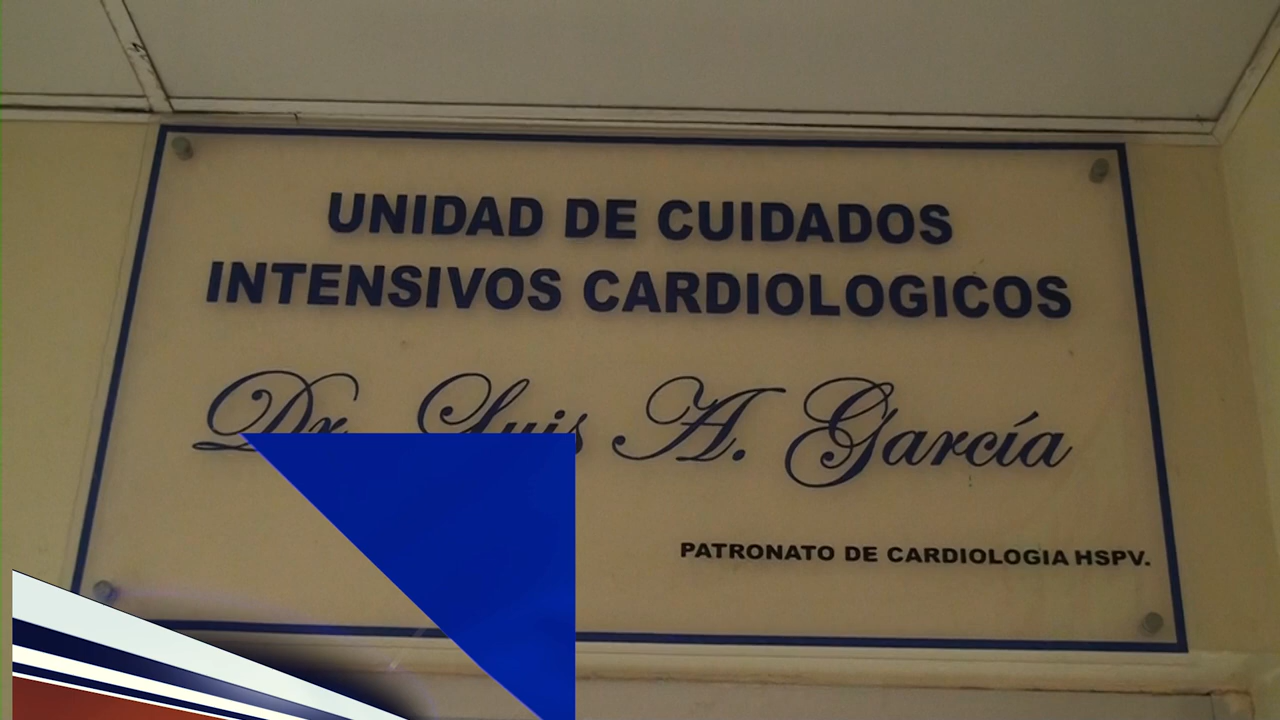 UNIDAD DE CUIDADOS
INTENSIVOS CARDIOLOGICOS
Dr. Luis A. García
PATRONATO DE CARDIOLOGIA HSPV.